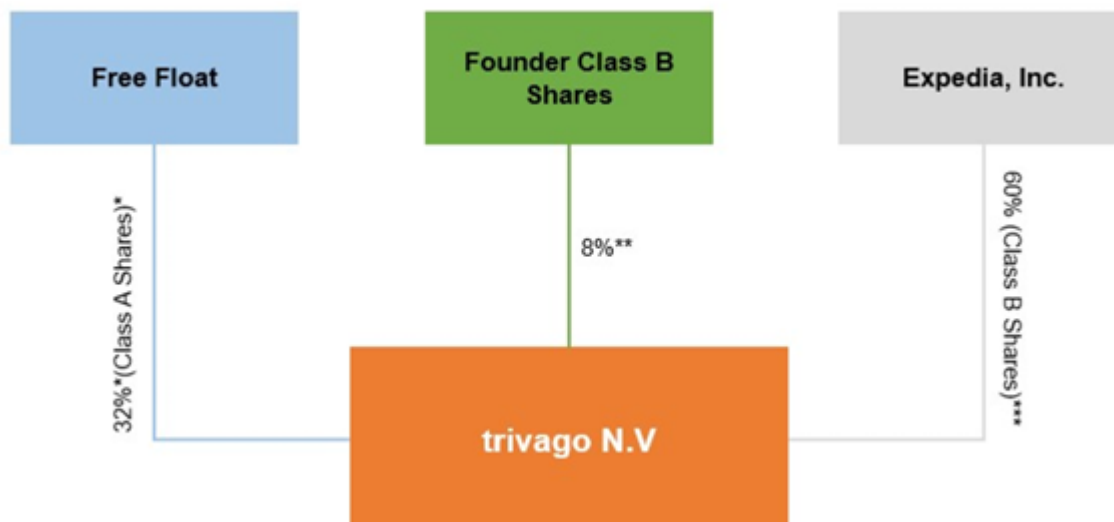 Free Float
Founder Class B
Shares
Expedia, Inc.
32%*(Class A Shares)*
8%**
60% (Class B Shares)***
trivago N.V